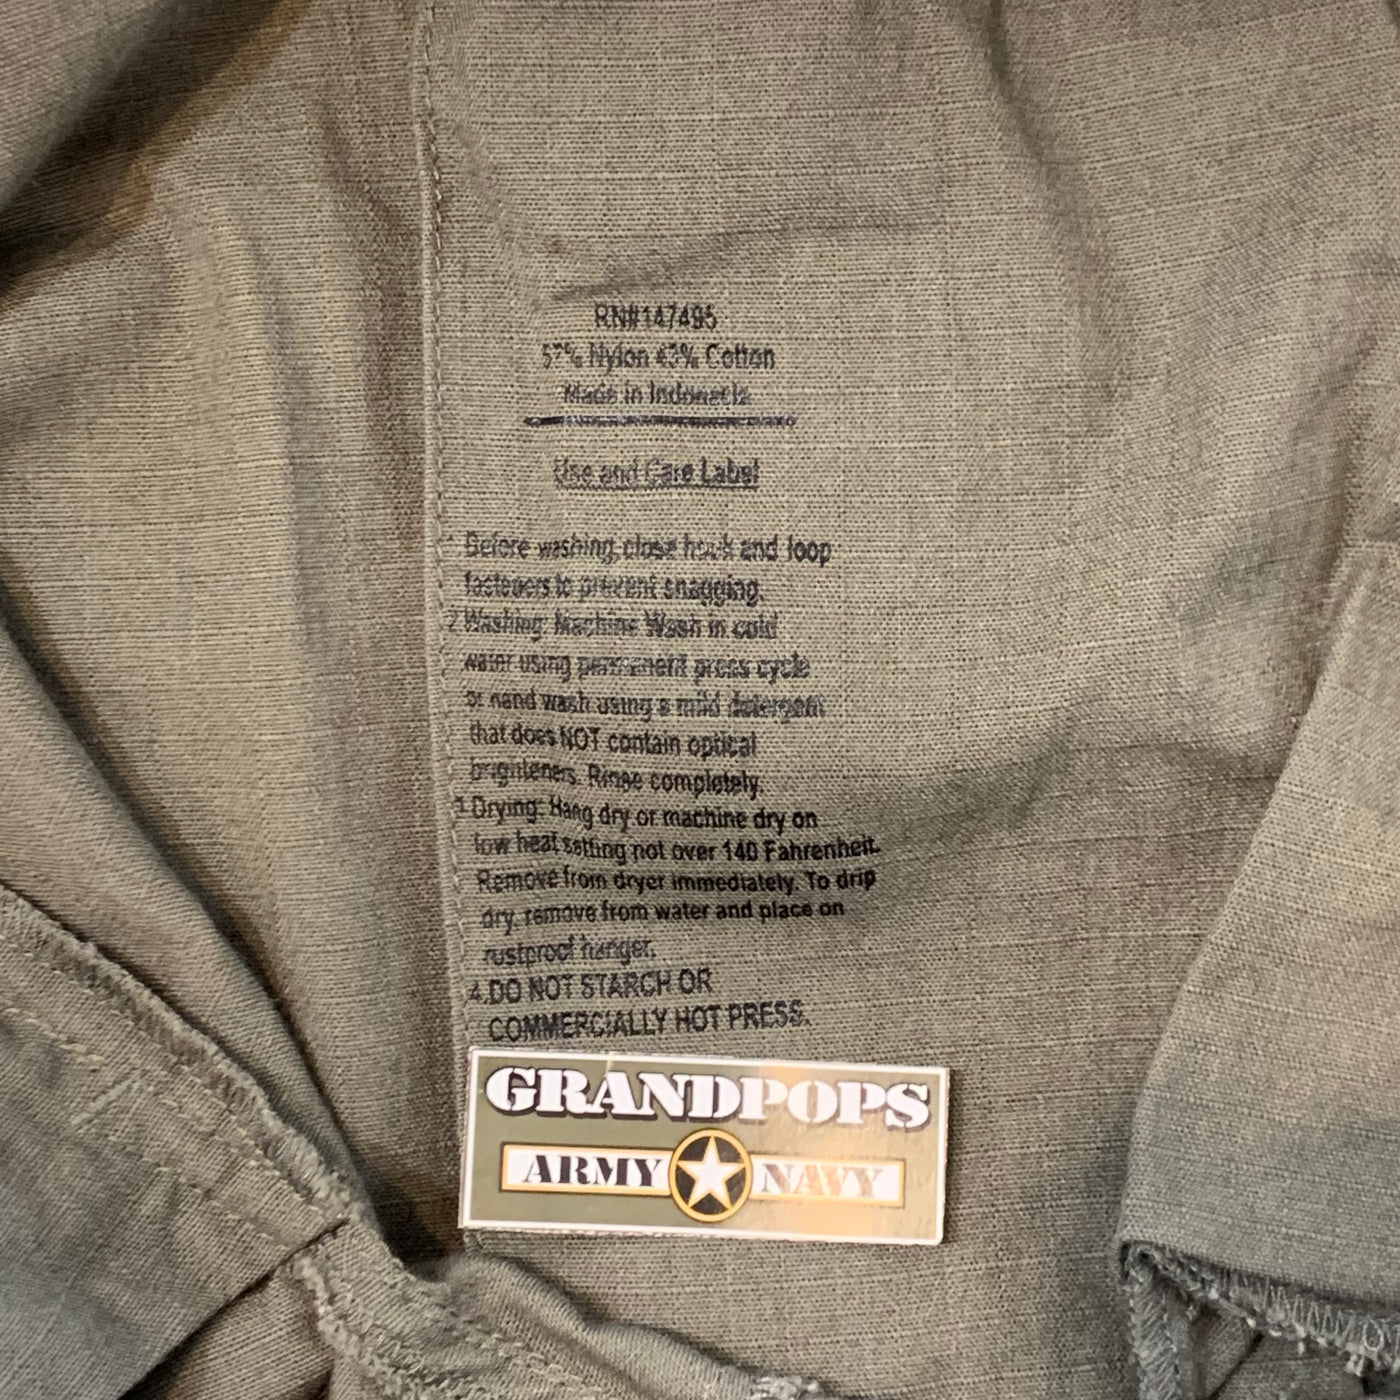 RN#147495
57% Nylon 43% Cotton
Made in Indonesia
Use and Care Label
Before washing, close hook and loop
fasteners to prevent snagging.
2.Washing: Machine Wash in cold
water using permanent press cycle
or hand wash using a mild detergent
that does NOT contain optical
brighteners. Rinse completely.
3.Drying: Hang dry or machine dry on
low heat setting not over 140 Fahrenheit.
Remove from dryer immediately. To drip
dry, remove from water and place on
rustproof hanger.
4.DO NOT STARCH OR
COMMERCIALLY HOT PRESS.
GRANDPOPS
ARMY NAVY